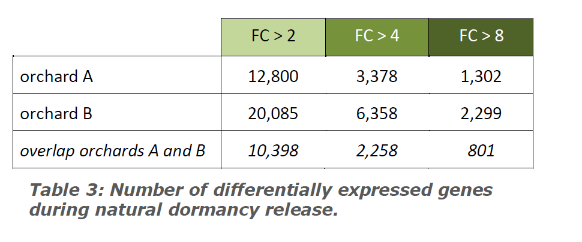 FC > 2 FC > 4 FC > 8
orchard A 12,800 3,378 1,302
orchard B 20,085 6,358 2,299
overlap orchards A and B 10,398 2,258 801
Table 3: Number of differentially expressed genes
during natural dormancy release.